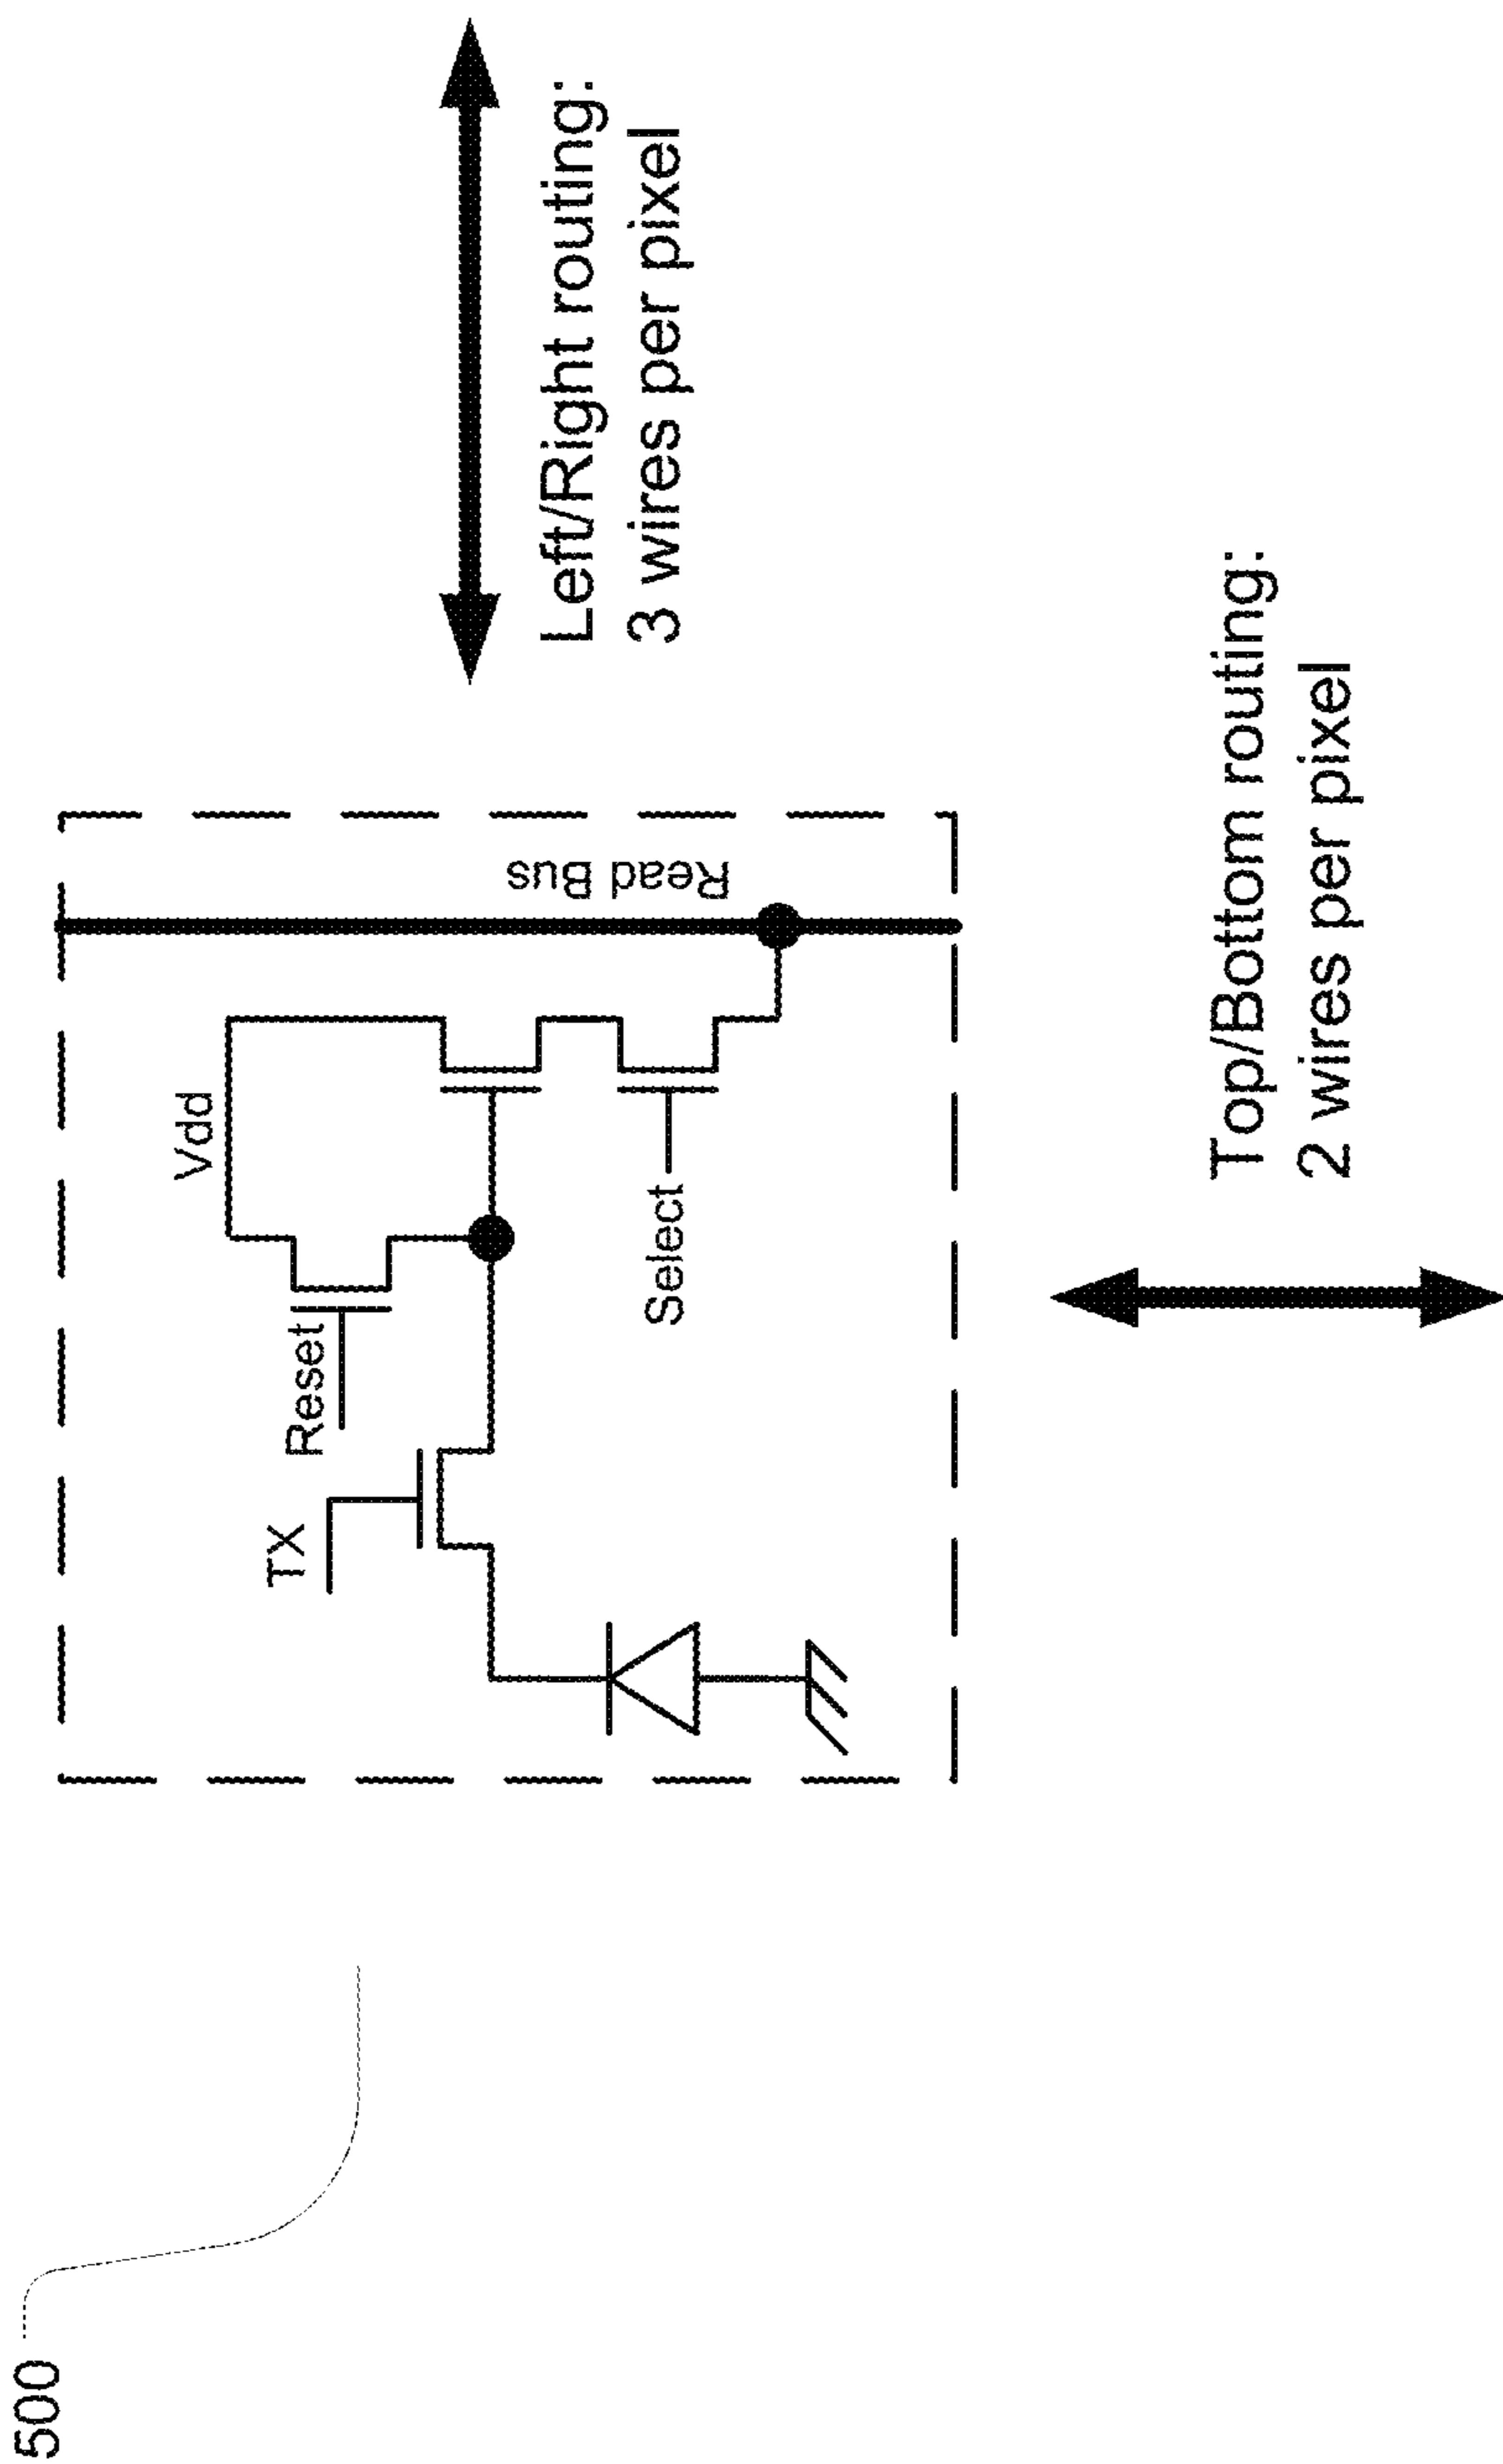 500
TX
Reset
Vdd
Select
Read Bus
Left/Right routing:
3 wires per pixel
Top/Bottom routing:
2 wires per pixel